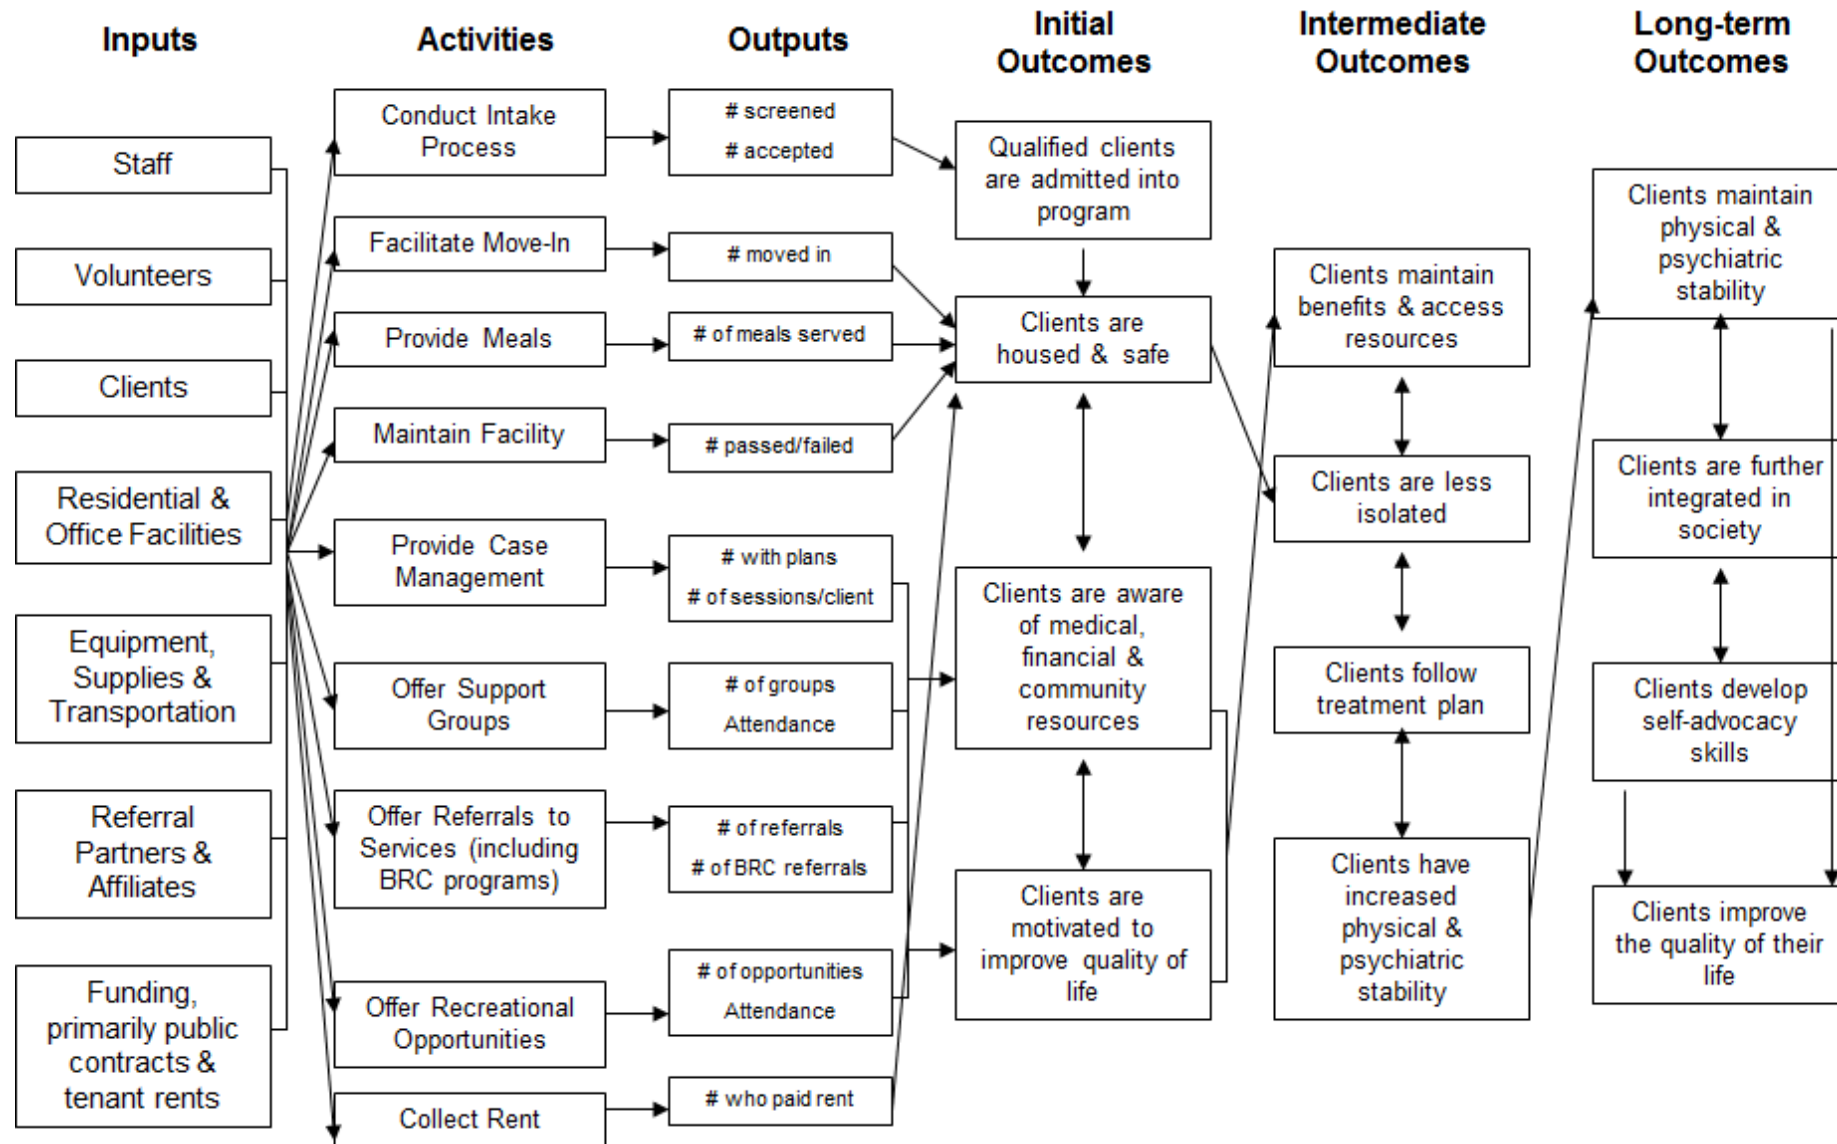 Inputs
Activities
Outputs
Initial
Outcomes
Intermediate
Outcomes
Long-term
Outcomes
Staff
Volunteers
Clients
Residential &
Office Facilities
Equipment,
Supplies &
Transportation
Referral
Partners &
Affiliates
Funding,
primarily public
contracts &
tenant rents
Conduct Intake
Process
Facilitate Move-In
Provide Meals
Maintain Facility
Provide Case
Management
Offer Support
Groups
Offer Referrals to
Services (including
BRC programs)
Offer Recreational
Opportunities
Collect Rent
# screened
# accepted
# moved in
# of meals served
# passed/failed
# with plans
# of sessions/client
# of groups
Attendance
# of referrals
# of BRC referrals
# of opportunities
Attendance
# who paid rent
Qualified clients
are admitted into
program
Clients are
housed & safe
Clients are aware
of medical,
financial &
community
resources
Clients are
motivated to
improve quality of
life
Clients maintain
benefits & access
resources
Clients are less
isolated
Clients follow
treatment plan
Clients have
increased
physical &
psychiatric
stability
Clients maintain
physical &
psychiatric
stability
Clients are further
integrated in
society
Clients develop
self-advocacy
skills
Clients improve
the quality of their
life